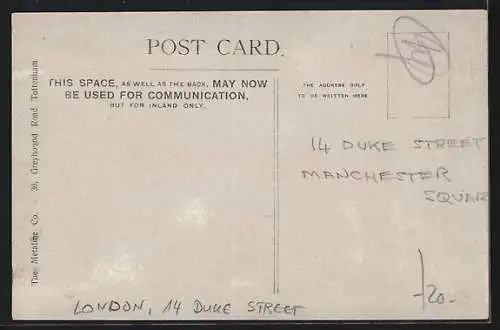 POST CARD.
THIS SPACE, AS WELL AS THE BACK, MAY NOW
BE USED FOR COMMUNICATION,
BUT FOR INLAND ONLY.
THE ADDRESS ONLY
TO BE WRITTEN HERE
The Metaline Co. - 30, Greyhound Road Tottenham
14 DUKE STREET
MANCHESTER
SQUARE
LONDON, 14 DUKE STREET
-20-